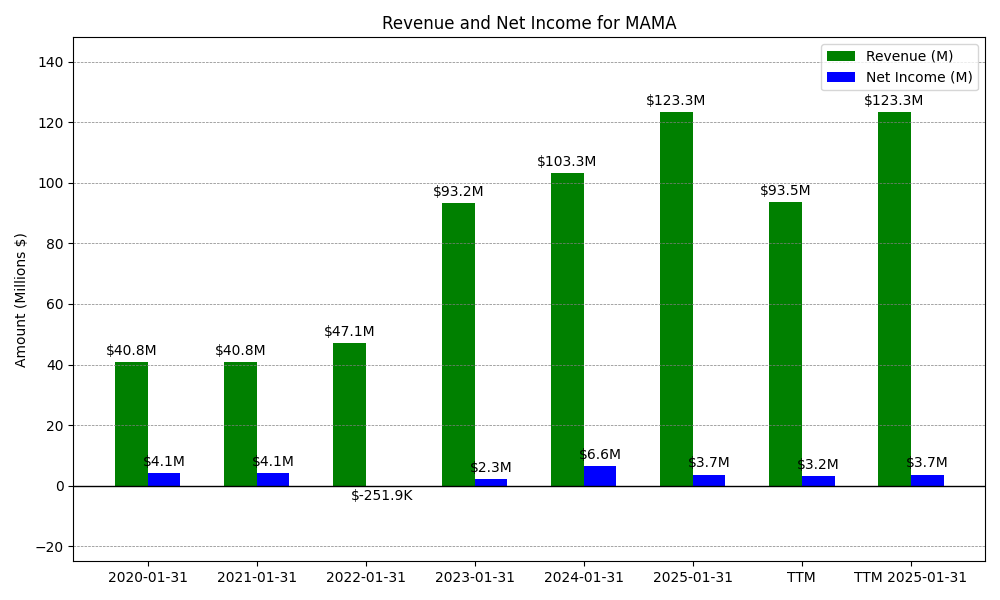 Revenue and Net Income for MAMA
Revenue (M)
Net Income (M)
Amount (Millions $)
140
120
100
80
60
40
20
0
−20
$40.8M
$4.1M
$40.8M
$4.1M
$47.1M
$-251.9K
$93.2M
$2.3M
$103.3M
$6.6M
$123.3M
$3.7M
$93.5M
$3.2M
$123.3M
$3.7M
2020-01-31
2021-01-31
2022-01-31
2023-01-31
2024-01-31
2025-01-31
TTM
TTM 2025-01-31